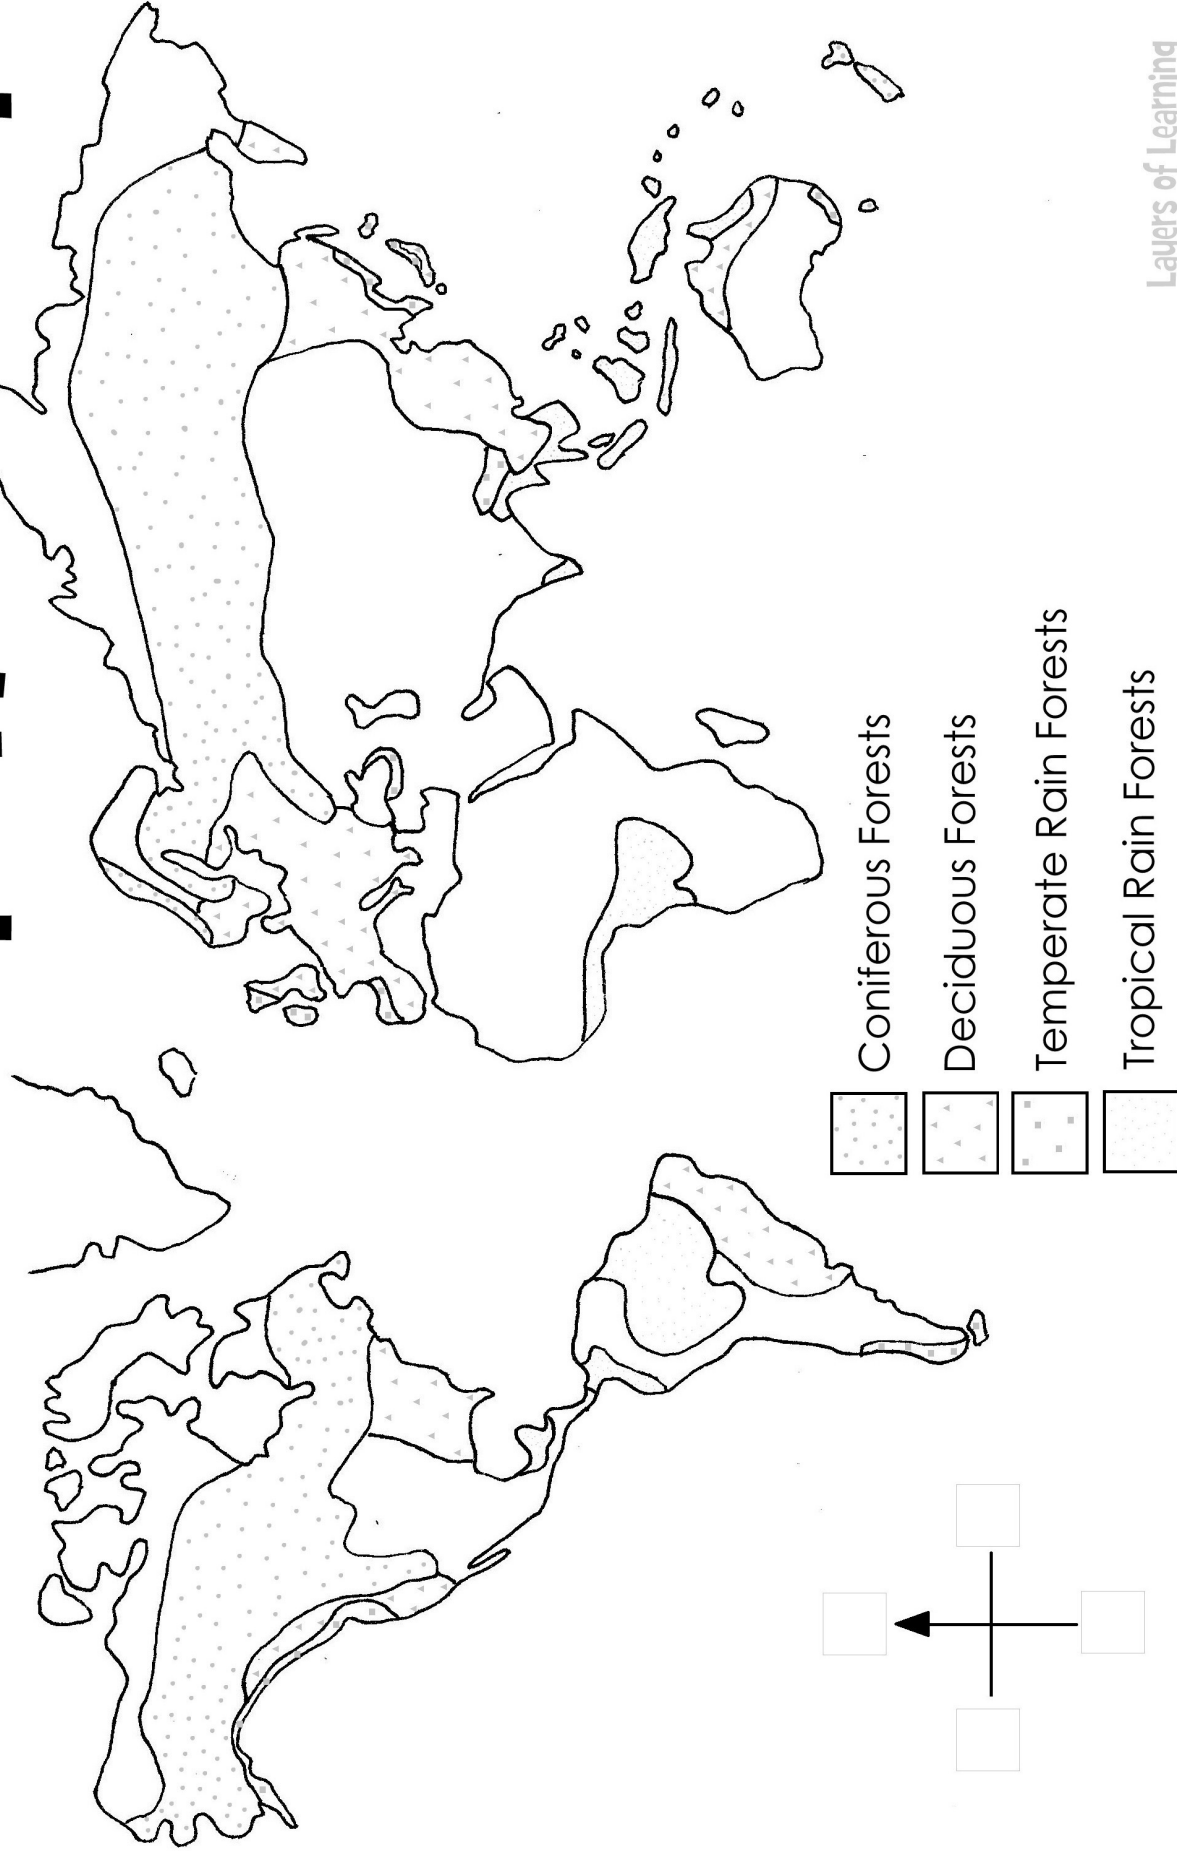 Coniferous Forests
Deciduous Forests
Temperate Rain Forests
Tropical Rain Forests
Layers of Learning